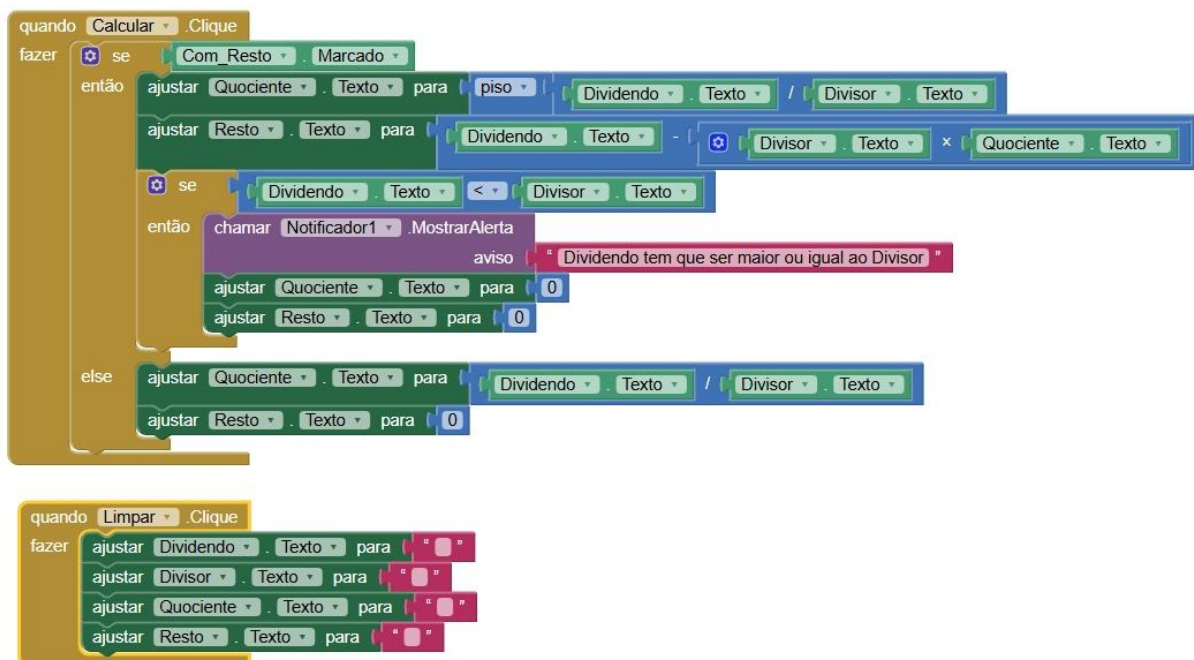 quando Calcular .Clique
fazer se Com_Resto . Marcado
então ajustar Quociente . Texto para piso Dividendo . Texto / Divisor . Texto
ajustar Resto . Texto para Dividendo . Texto - Divisor . Texto × Quociente . Texto
se Dividendo . Texto < Divisor . Texto
então chamar Notificador1 .MostrarAlerta
aviso " Dividendo tem que ser maior ou igual ao Divisor "
ajustar Quociente . Texto para 0
ajustar Resto . Texto para 0
else ajustar Quociente . Texto para Dividendo . Texto / Divisor . Texto
ajustar Resto . Texto para 0
quando Limpar .Clique
fazer ajustar Dividendo . Texto para " "
ajustar Divisor . Texto para " "
ajustar Quociente . Texto para " "
ajustar Resto . Texto para " "